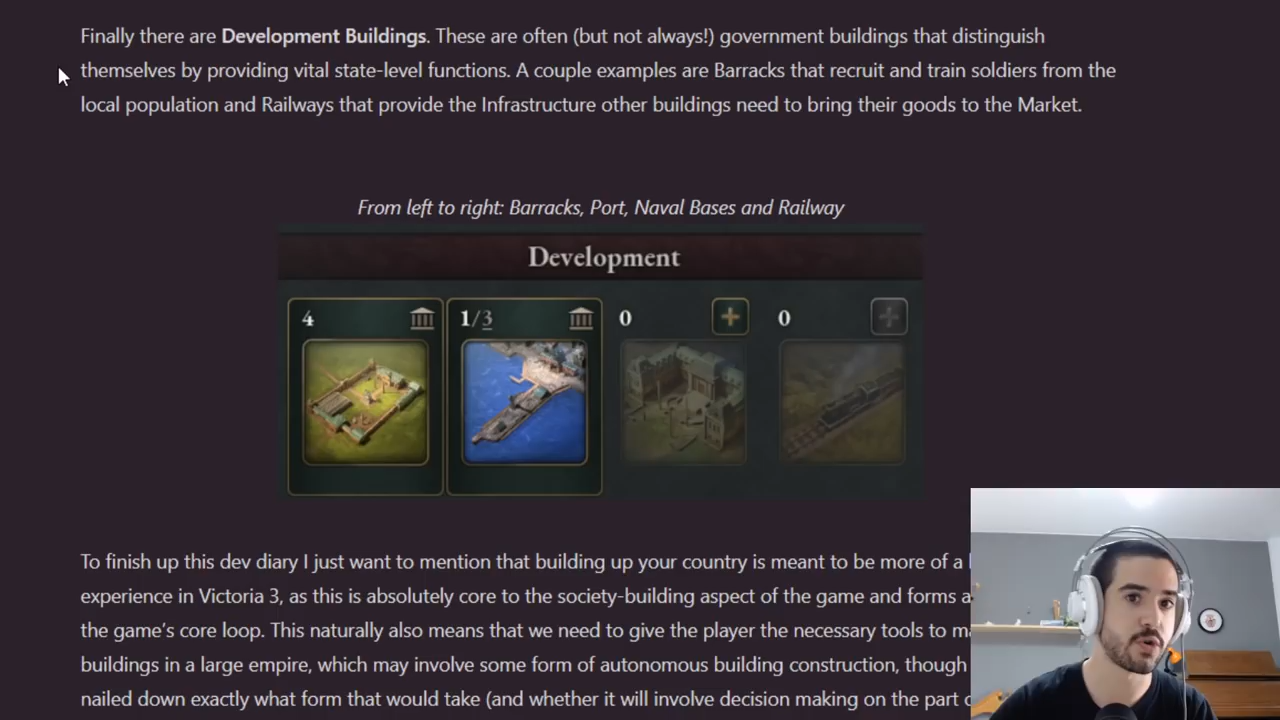 Finally there are Development Buildings. These are often (but not always!) government buildings that distinguish
themselves by providing vital state-level functions. A couple examples are Barracks that recruit and train soldiers from the
local population and Railways that provide the Infrastructure other buildings need to bring their goods to the Market.
From left to right: Barracks, Port, Naval Bases and Railway
Development
4 1/3 0 0
To finish up this dev diary I just want to mention that building up your country is meant to be more of a
experience in Victoria 3, as this is absolutely core to the society-building aspect of the game and forms a
the game's core loop. This naturally also means that we need to give the player the necessary tools to
buildings in a large empire, which may involve some form of autonomous building construction, though
nailed down exactly what form that would take (and whether it will involve decision making on the part